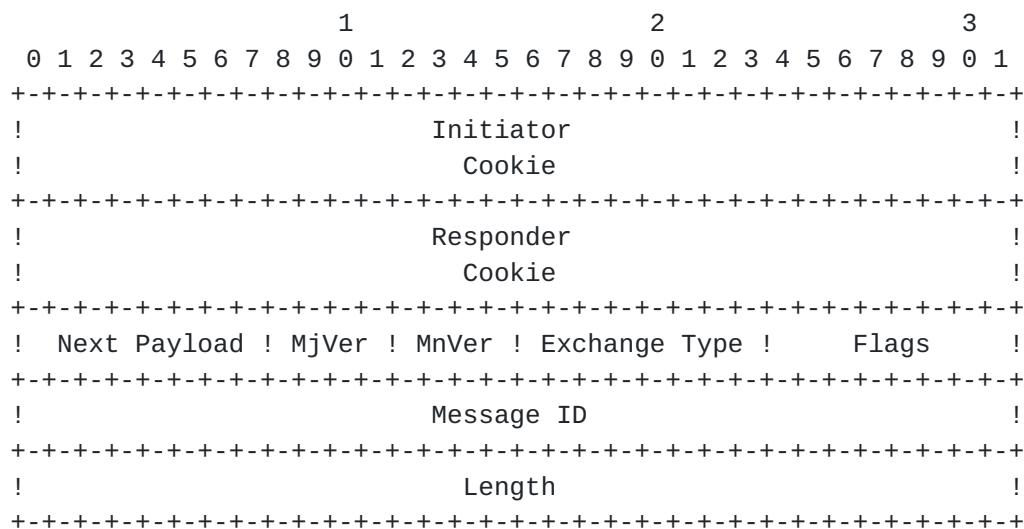 1                   2                   3
 0 1 2 3 4 5 6 7 8 9 0 1 2 3 4 5 6 7 8 9 0 1 2 3 4 5 6 7 8 9 0 1
+-+-+-+-+-+-+-+-+-+-+-+-+-+-+-+-+-+-+-+-+-+-+-+-+-+-+-+-+-+-+-+-+
!                          Initiator                            !
!                            Cookie                             !
+-+-+-+-+-+-+-+-+-+-+-+-+-+-+-+-+-+-+-+-+-+-+-+-+-+-+-+-+-+-+-+-+
!                          Responder                            !
!                            Cookie                             !
+-+-+-+-+-+-+-+-+-+-+-+-+-+-+-+-+-+-+-+-+-+-+-+-+-+-+-+-+-+-+-+-+
!  Next Payload ! MjVer ! MnVer ! Exchange Type !     Flags     !
+-+-+-+-+-+-+-+-+-+-+-+-+-+-+-+-+-+-+-+-+-+-+-+-+-+-+-+-+-+-+-+-+
!                          Message ID                           !
+-+-+-+-+-+-+-+-+-+-+-+-+-+-+-+-+-+-+-+-+-+-+-+-+-+-+-+-+-+-+-+-+
!                            Length                             !
+-+-+-+-+-+-+-+-+-+-+-+-+-+-+-+-+-+-+-+-+-+-+-+-+-+-+-+-+-+-+-+-+